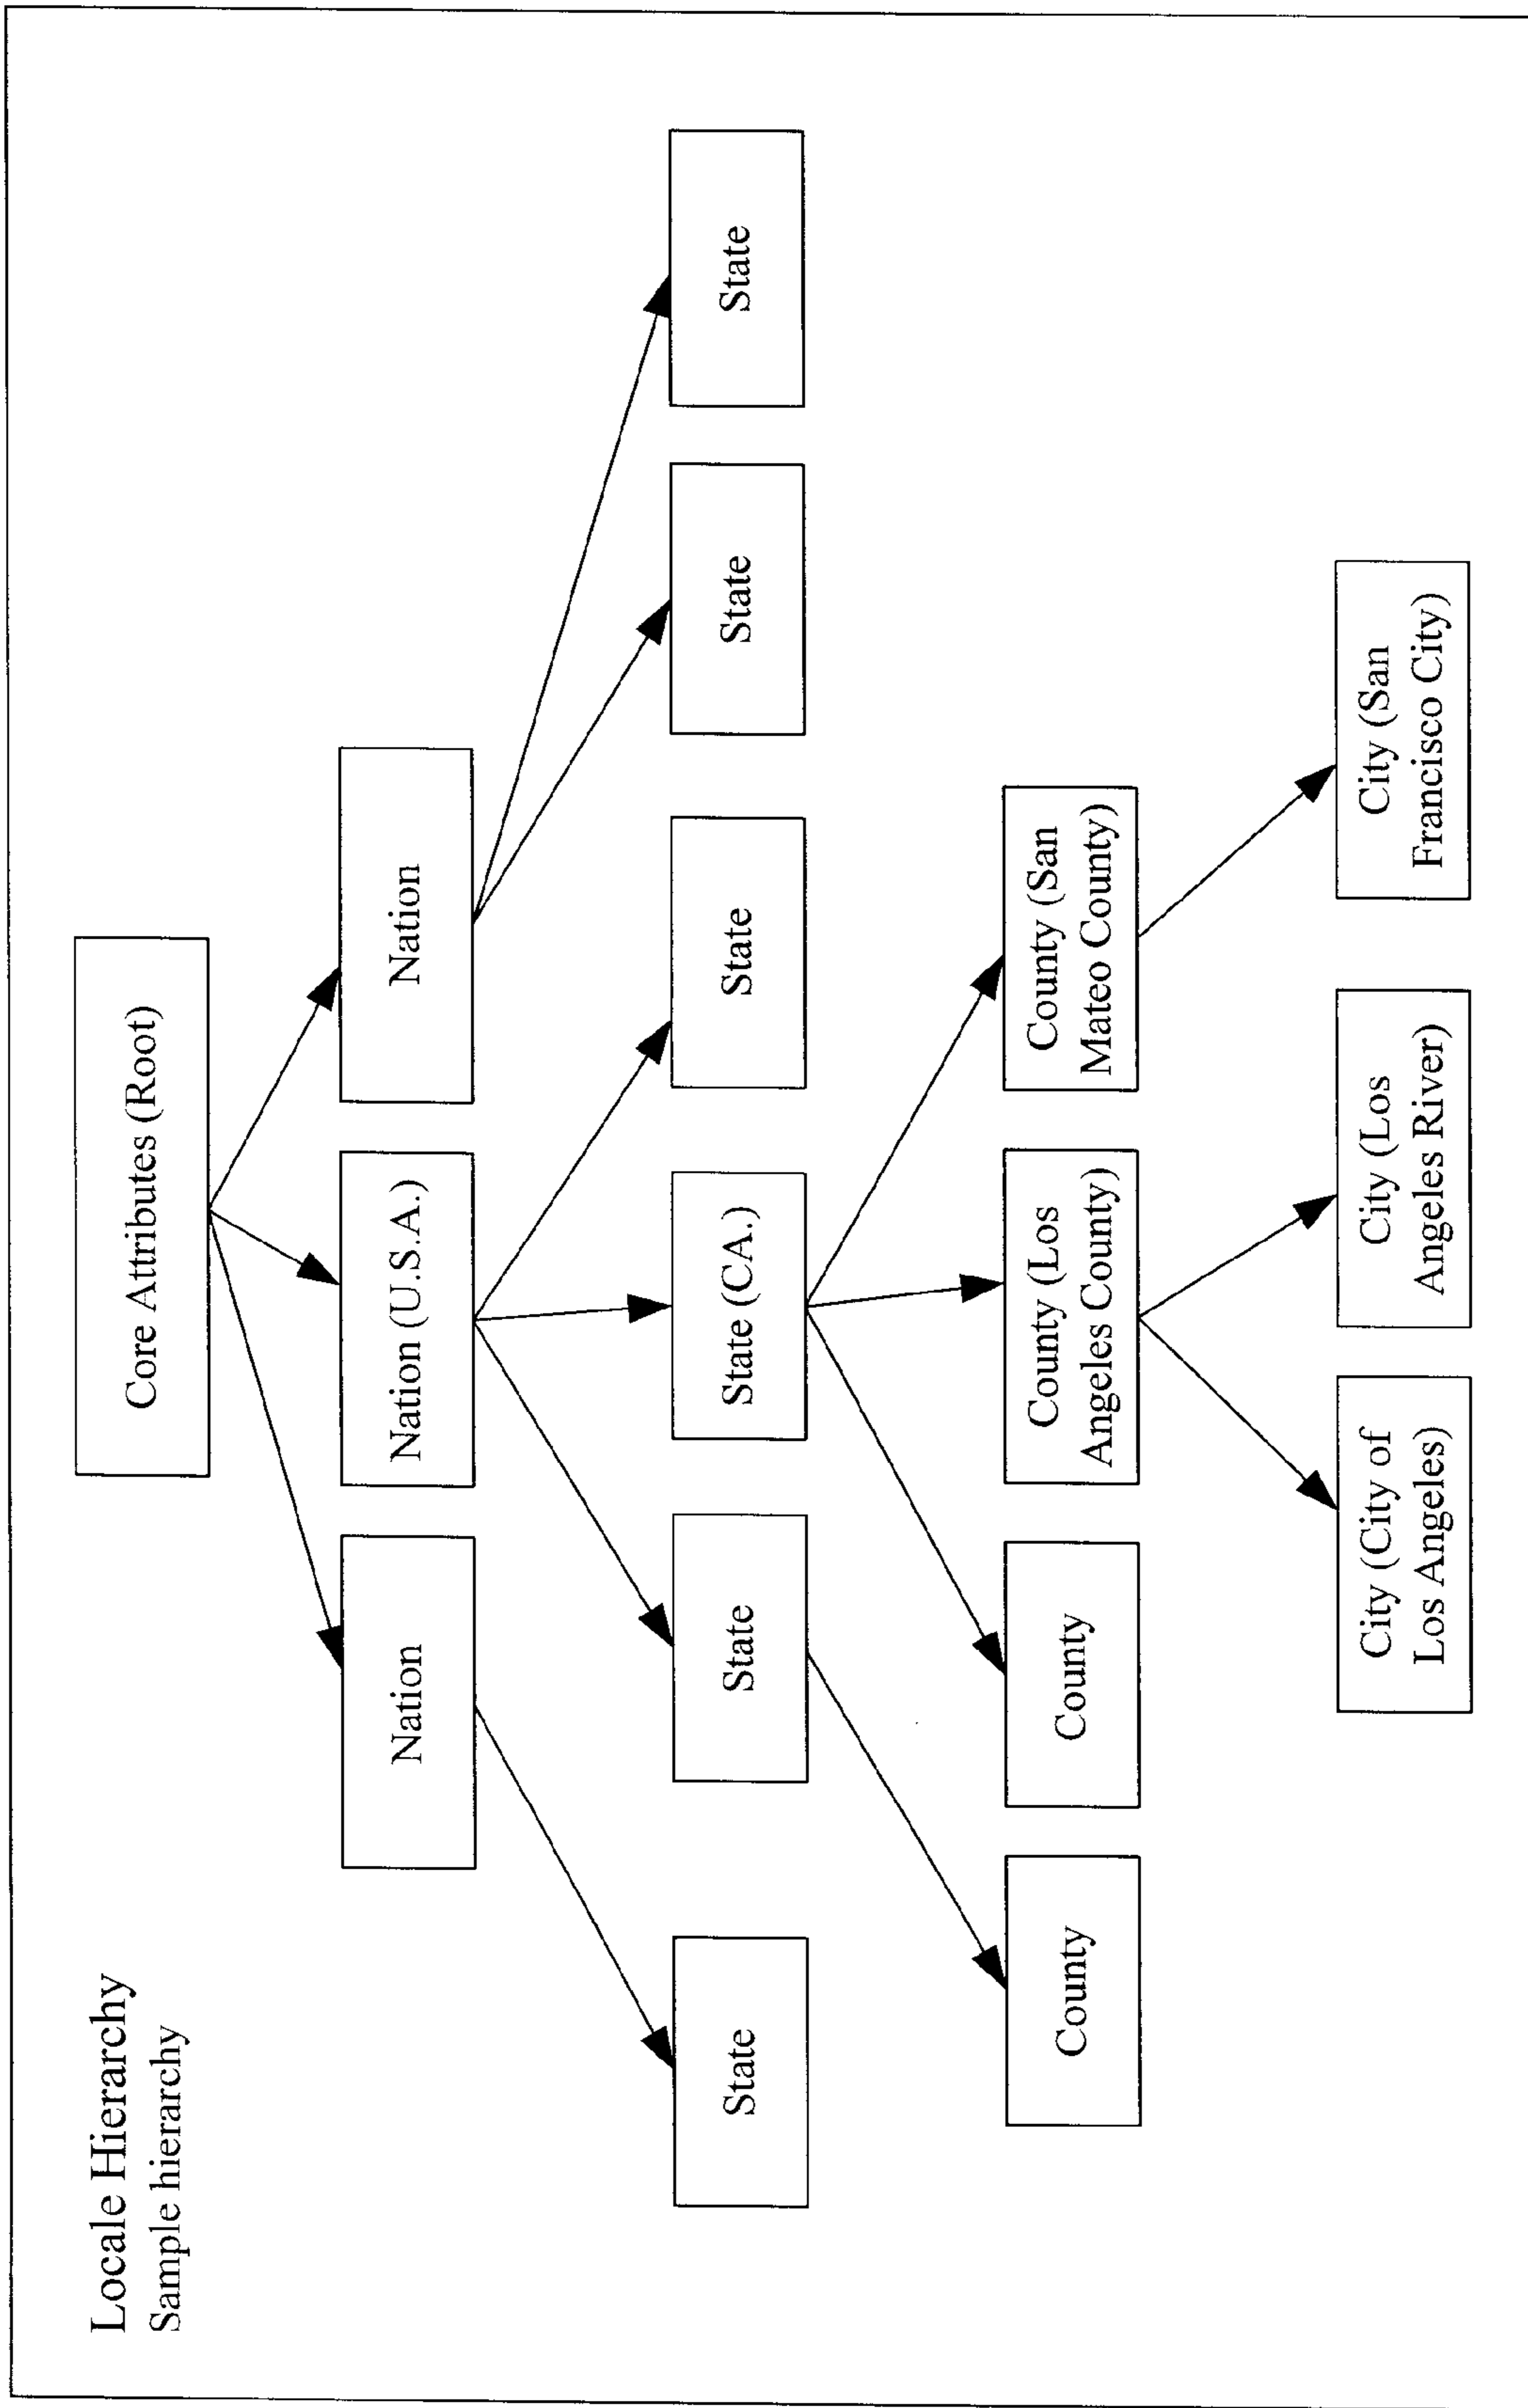 Locale Hierarchy
Sample hierarchy
Core Attributes (Root)
Nation
Nation (U.S.A.)
Nation
State
State
State (CA.)
State
State
State
County
County
County (Los
Angeles County)
County (San
Mateo County)
City (City of
Los Angeles)
City (Los
Angeles River)
City (San
Francisco City)